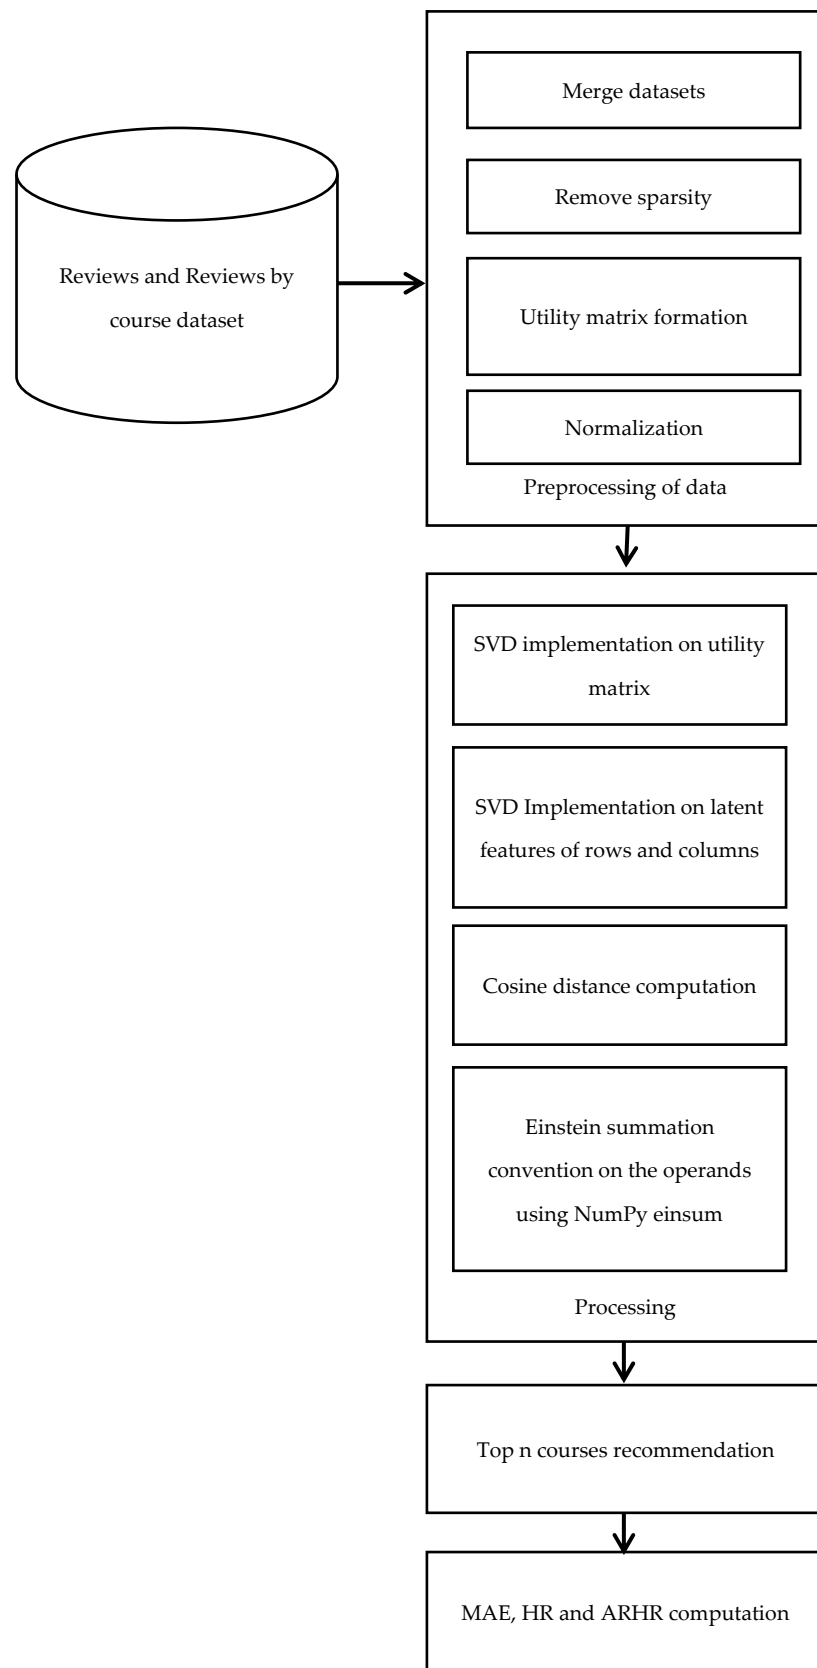 Reviews and Reviews by
course dataset
Merge datasets
Remove sparsity
Utility matrix formation
Normalization
Preprocessing of data
SVD implementation on utility
matrix
SVD Implementation on latent
features of rows and columns
Cosine distance computation
Einstein summation
convention on the operands
using NumPy einsum
Processing
Top n courses recommendation
MAE, HR and ARHR computation